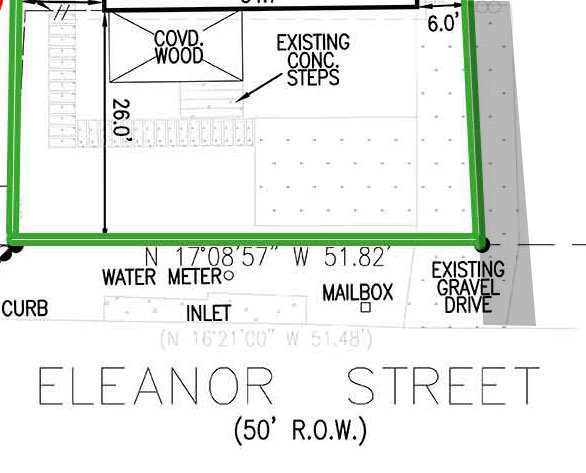 6.0'
COVD.
WOOD
EXISTING
CONC.
STEPS
26.0'
N 17°08'57" W 51.82'
WATER METER
EXISTING
GRAVEL
DRIVE
MAILBOX
CURB
INLET
(N 16°21'00" W 51.48')
ELEANOR STREET
(50' R.O.W.)